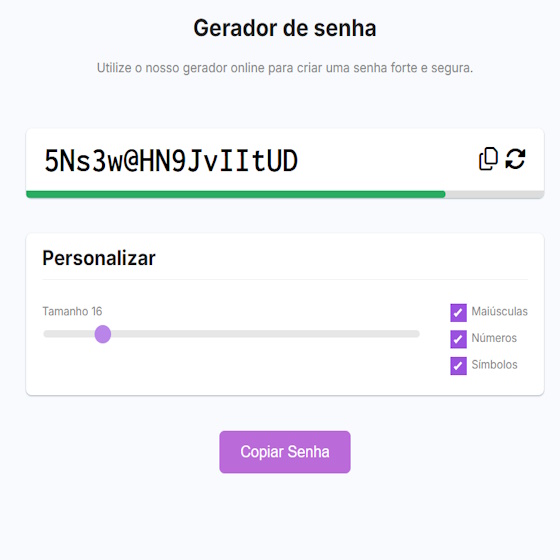 Gerador de senha
Utilize o nosso gerador online para criar uma senha forte e segura.
5Ns3w@HN9JvIItUD
Personalizar
Tamanho 16
Maiúsculas
Números
Símbolos
Copiar Senha